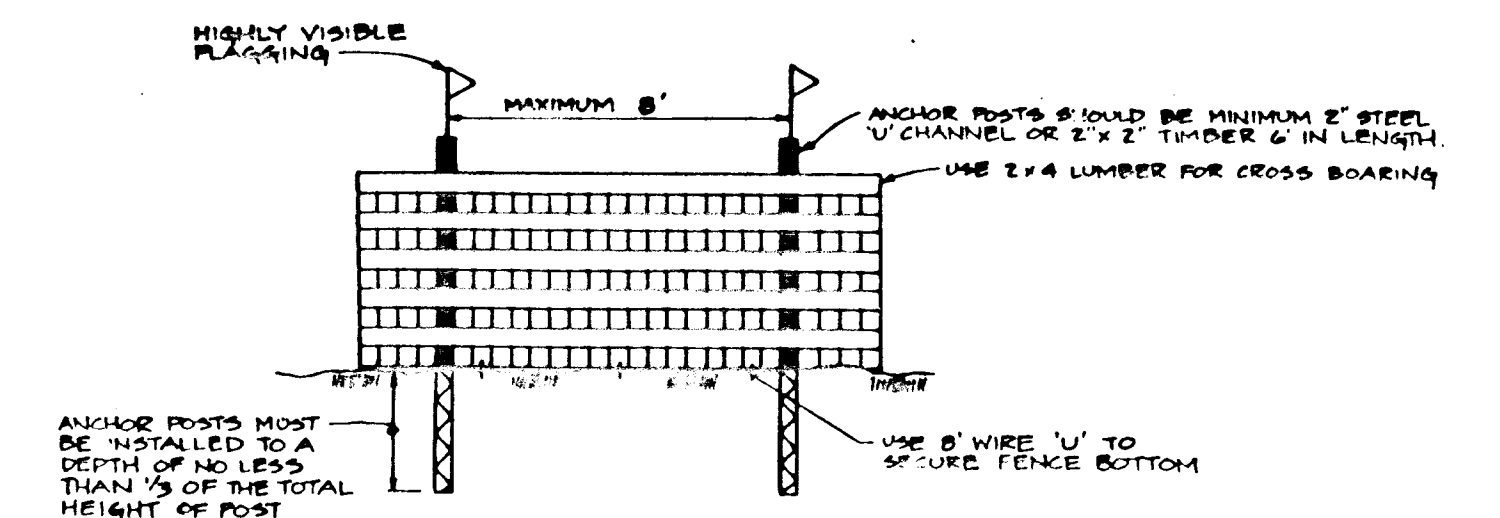 HIGHLY VISIBLE
FLAGGING
MAXIMUM 8'
ANCHOR POSTS SHOULD BE MINIMUM 2" STEEL
'U' CHANNEL OR 2"x 2" TIMBER 6' IN LENGTH.
USE 2x4 LUMBER FOR CROSS BOARING
ANCHOR POSTS MUST
BE INSTALLED TO A
DEPTH OF NO LESS
THAN 1/3 OF THE TOTAL
HEIGHT OF POST
USE 8' WIRE 'U' TO
SECURE FENCE BOTTOM